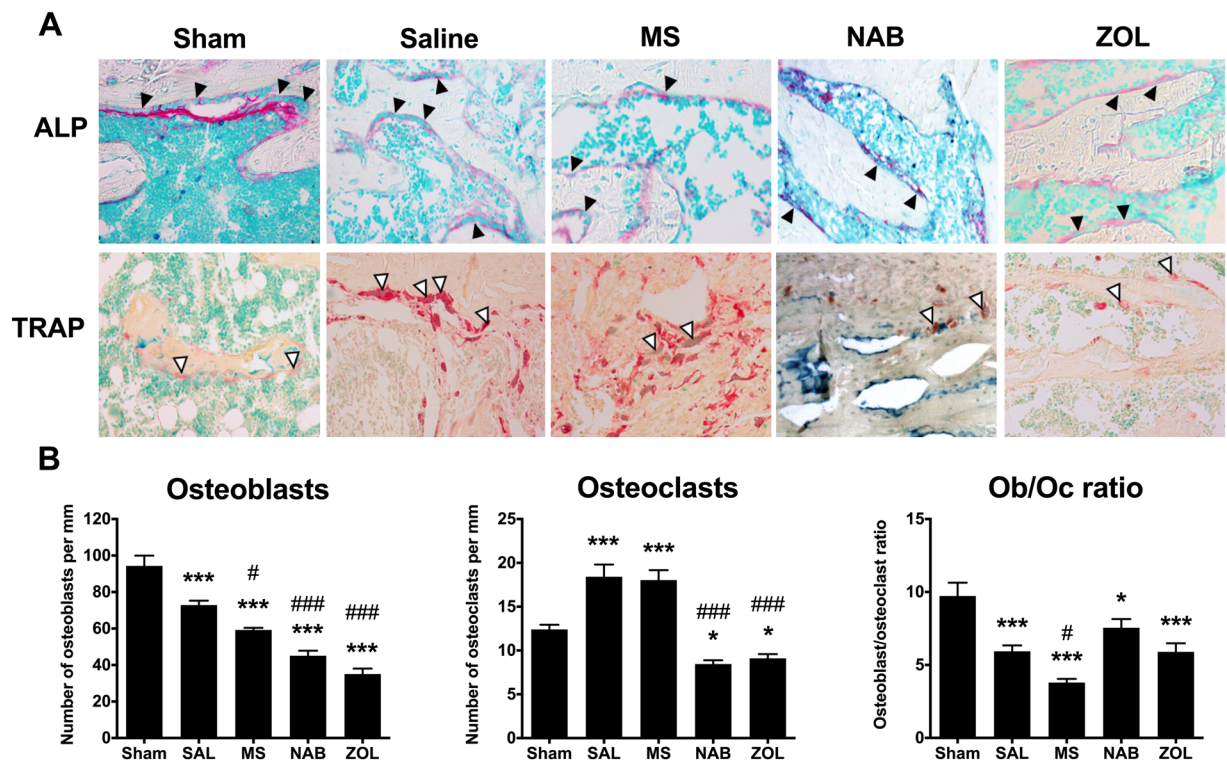 A
Sham Saline MS NAB ZOL
ALP
TRAP
B
Osteoblasts
Number of osteoblasts per mm
120
100
80
60
40
20
0
***
#
***
###
***
###
***
Sham SAL MS NAB ZOL
Osteoclasts
Number of osteoclasts per mm
25
20
15
10
5
0
***
***
###
*
###
*
Sham SAL MS NAB ZOL
Ob/Oc ratio
Osteoblast/osteoclast ratio
15
10
5
0
***
#
***
*
***
Sham SAL MS NAB ZOL